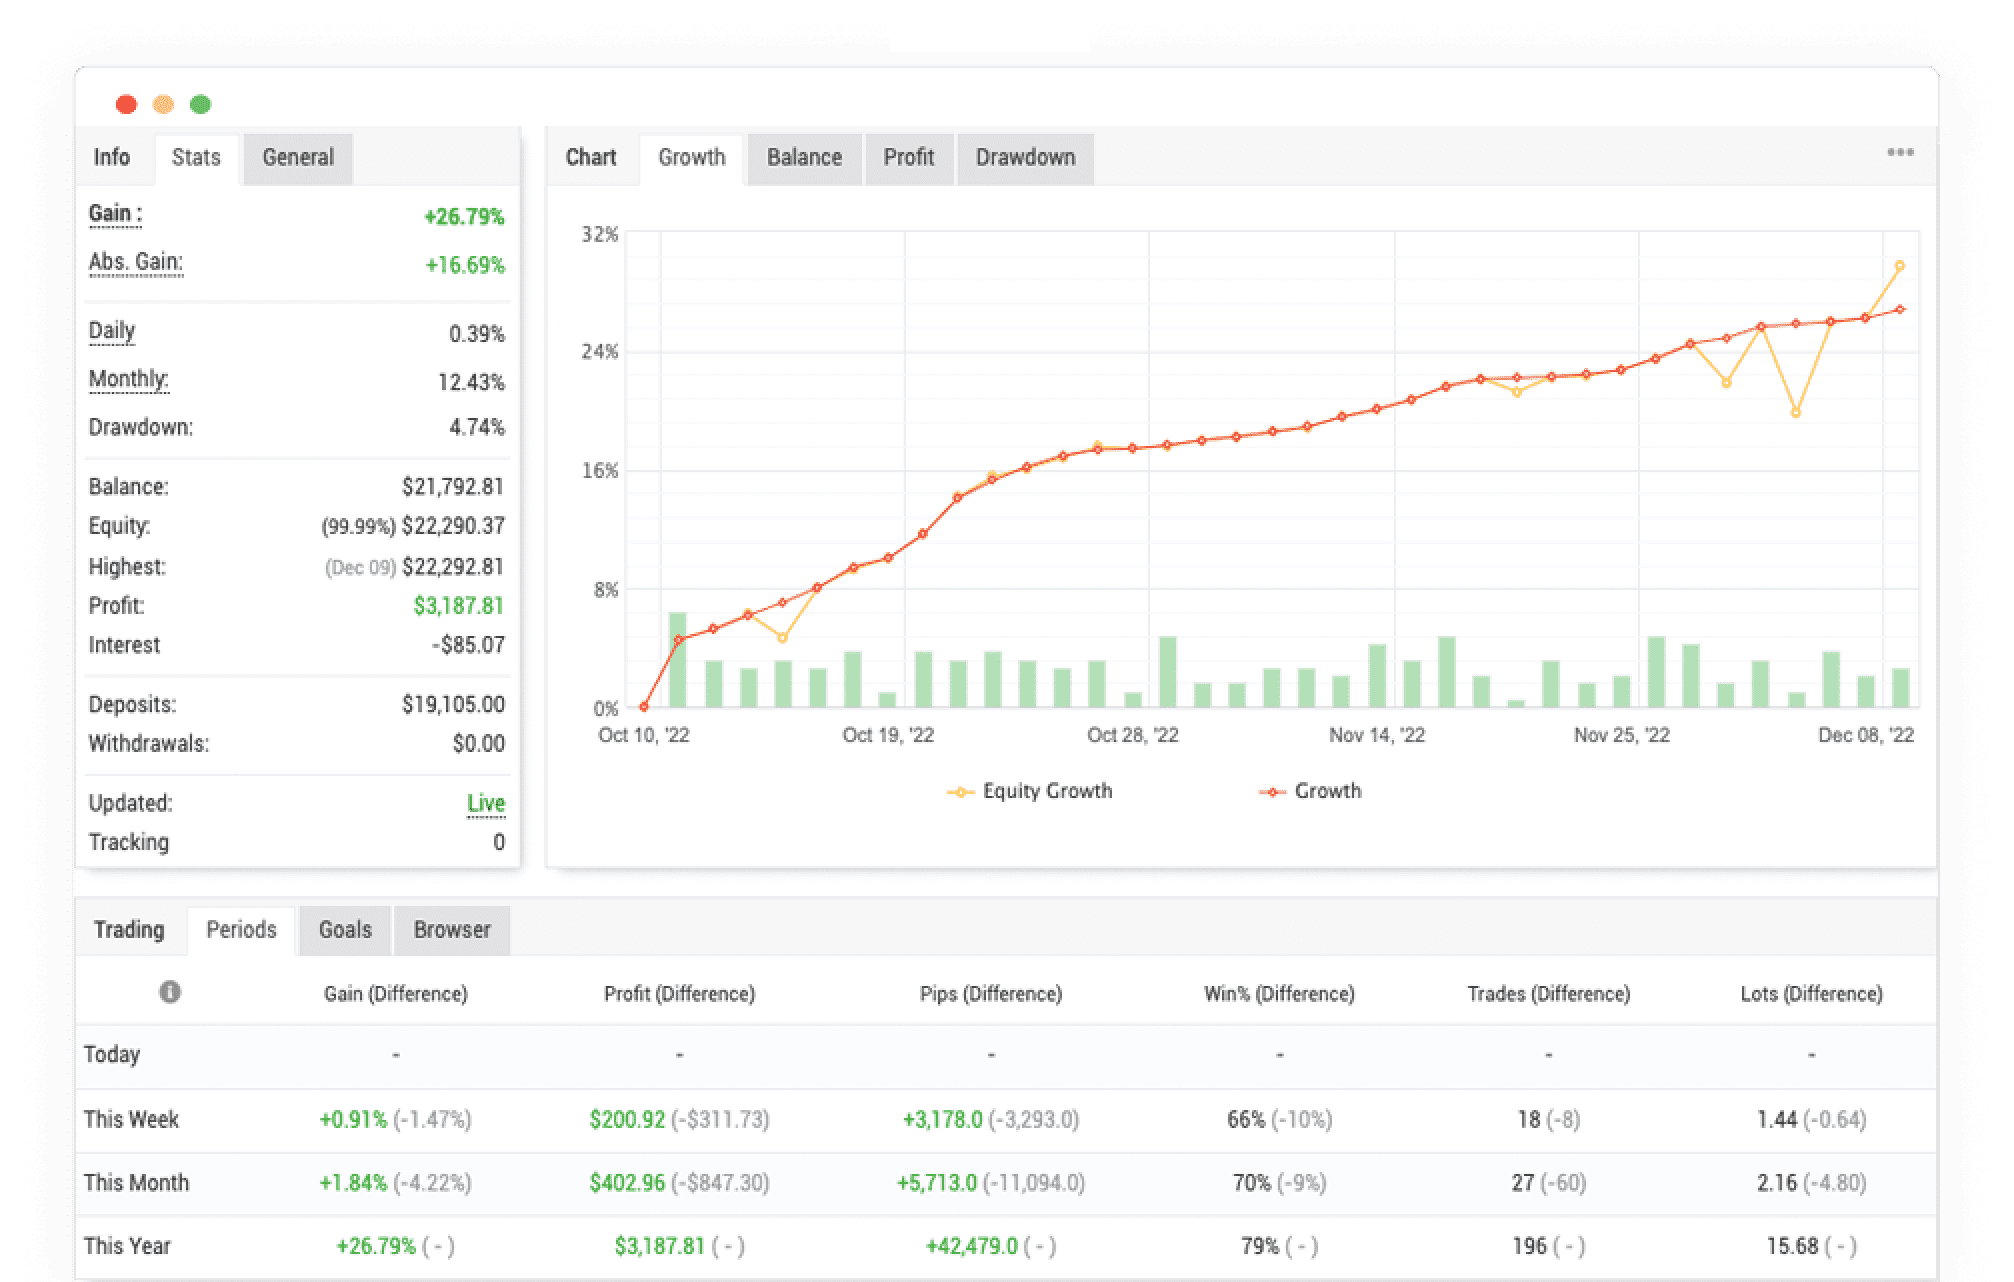 Info Stats General
Gain : +26.79%
Abs. Gain: +16.69%
Daily 0.39%
Monthly: 12.43%
Drawdown: 4.74%
Balance: $21,792.81
Equity: (99.99%) $22,290.37
Highest: (Dec 09) $22,292.81
Profit: $3,187.81
Interest -$85.07
Deposits: $19,105.00
Withdrawals: $0.00
Updated: Live
Tracking 0
Chart Growth Balance Profit Drawdown
32%
24%
16%
8%
0%
Oct 10, '22 Oct 19, '22 Oct 28, '22 Nov 14, '22 Nov 25, '22 Dec 08, '22
Equity Growth Growth
Trading Periods Goals Browser
Gain (Difference) Profit (Difference) Pips (Difference) Win% (Difference) Trades (Difference) Lots (Difference)
Today - - - - - -
This Week +0.91% (-1.47%) $200.92 (-$311.73) +3,178.0 (-3,293.0) 66% (-10%) 18 (-8) 1.44 (-0.64)
This Month +1.84% (-4.22%) $402.96 (-$847.30) +5,713.0 (-11,094.0) 70% (-9%) 27 (-60) 2.16 (-4.80)
This Year +26.79% ( - ) $3,187.81 ( - ) +42,479.0 ( - ) 79% ( - ) 196 ( - ) 15.68 ( - )